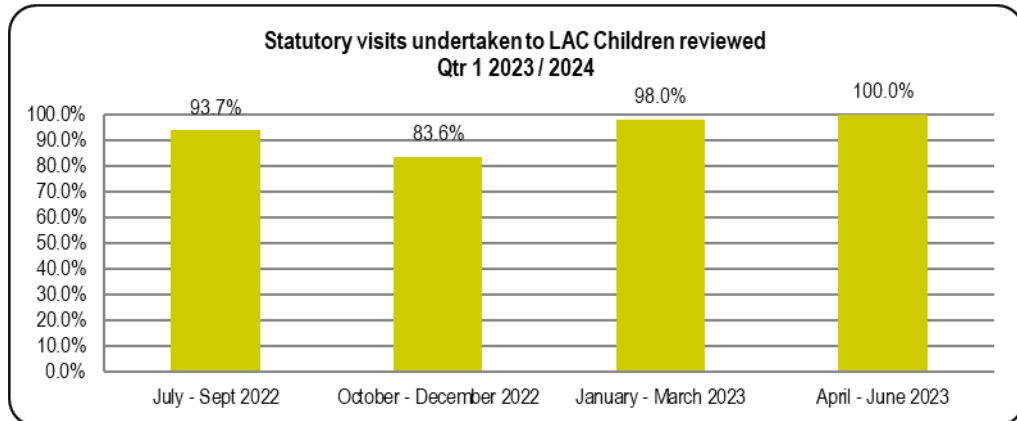 Statutory visits undertaken to LAC Children reviewed
Qtr 1 2023 / 2024
100.0%
90.0%
80.0%
70.0%
60.0%
50.0%
40.0%
30.0%
20.0%
10.0%
0.0%
93.7%
83.6%
98.0%
100.0%
July - Sept 2022
October - December 2022
January - March 2023
April - June 2023